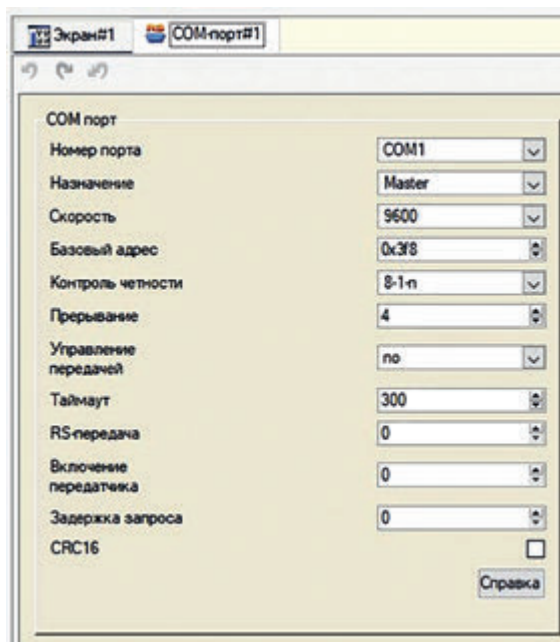 Экран#1 COM-порт#1
COM порт
Номер порта COM1
Назначение Master
Скорость 9600
Базовый адрес 0x3f8
Контроль четности 8-1-n
Прерывание 4
Управление
передачей no
Таймаут 300
RS-передача 0
Включение
передатчика 0
Задержка запроса 0
CRC16
Справка